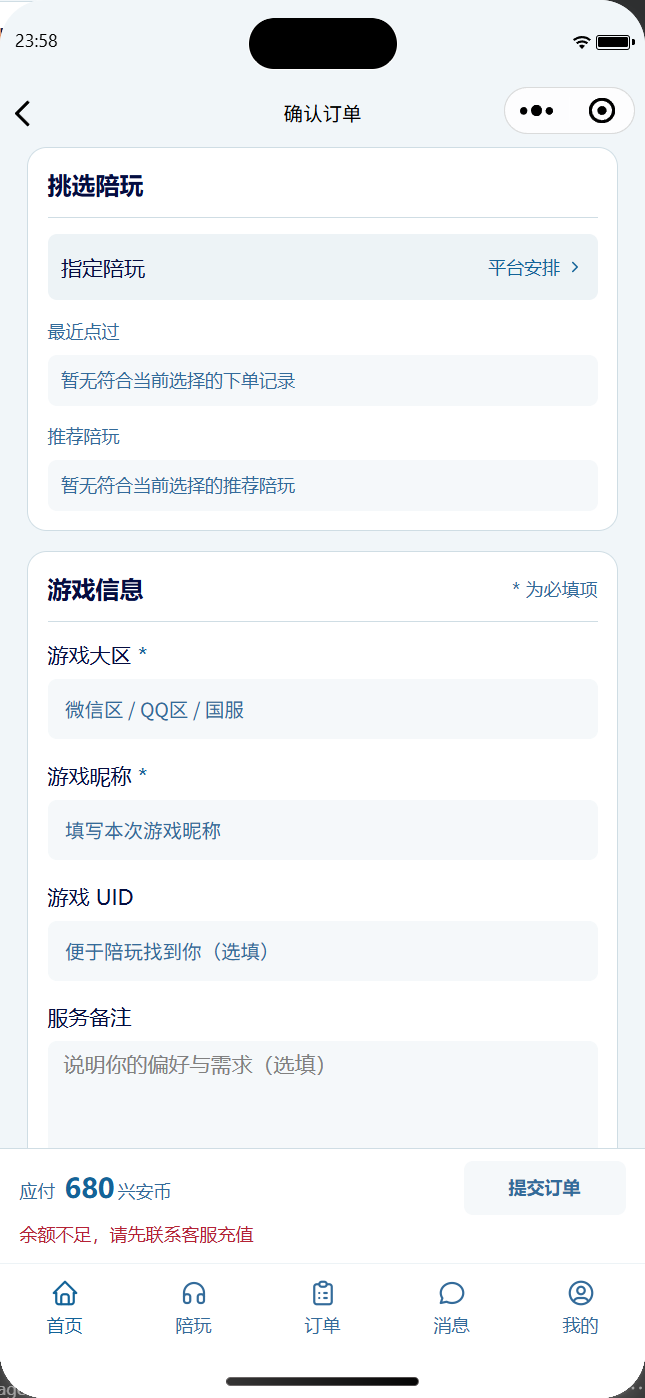 23:58
确认订单
挑选陪玩
指定陪玩
平台安排
最近点过
暂无符合当前选择的下单记录
推荐陪玩
暂无符合当前选择的推荐陪玩
游戏信息
* 为必填项
游戏大区 *
微信区 / QQ区 / 国服
游戏昵称 *
填写本次游戏昵称
游戏 UID
便于陪玩找到你（选填）
服务备注
说明你的偏好与需求（选填）
应付 680 兴安币
提交订单
余额不足，请先联系客服充值
首页
陪玩
订单
消息
我的